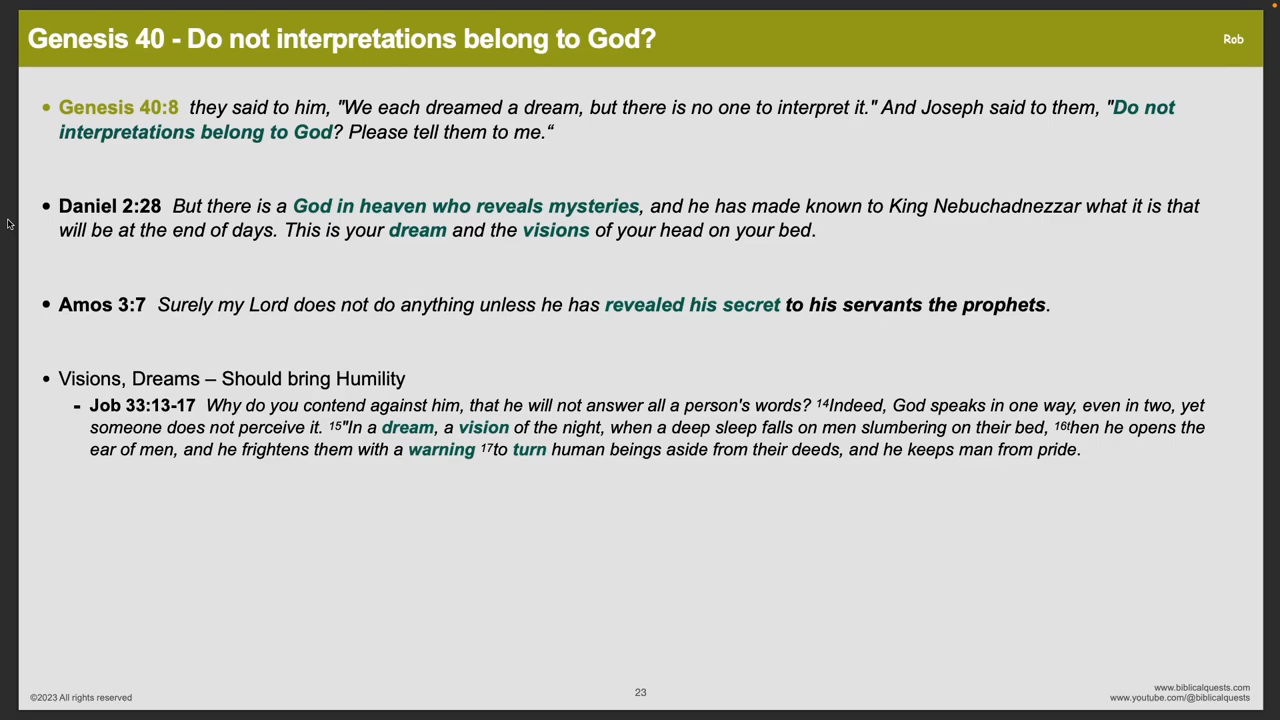 Genesis 40 - Do not interpretations belong to God?
Rob
• Genesis 40:8 they said to him, "We each dreamed a dream, but there is no one to interpret it." And Joseph said to them, "Do not
interpretations belong to God? Please tell them to me.“
• Daniel 2:28 But there is a God in heaven who reveals mysteries, and he has made known to King Nebuchadnezzar what it is that
will be at the end of days. This is your dream and the visions of your head on your bed.
• Amos 3:7 Surely my Lord does not do anything unless he has revealed his secret to his servants the prophets.
• Visions, Dreams – Should bring Humility
- Job 33:13-17 Why do you contend against him, that he will not answer all a person's words? ¹⁴Indeed, God speaks in one way, even in two, yet
someone does not perceive it. ¹⁵"In a dream, a vision of the night, when a deep sleep falls on men slumbering on their bed, ¹⁶then he opens the
ear of men, and he frightens them with a warning ¹⁷to turn human beings aside from their deeds, and he keeps man from pride.
©2023 All rights reserved
23
www.biblicalquests.com
www.youtube.com/@biblicalquests